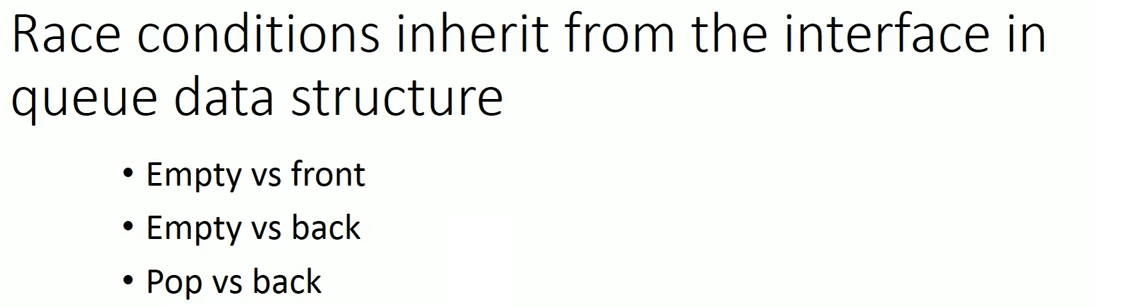 Race conditions inherit from the interface in
queue data structure
• Empty vs front
• Empty vs back
• Pop vs back